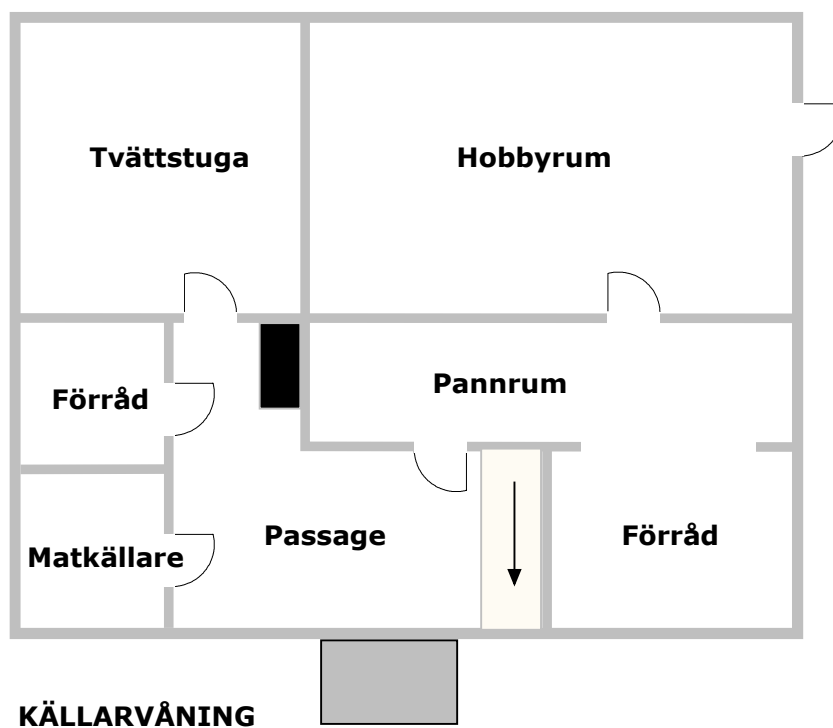 Tvättstuga
Hobbyrum
Förråd
Pannrum
Matkällare
Passage
Förråd
KÄLLARVÅNING